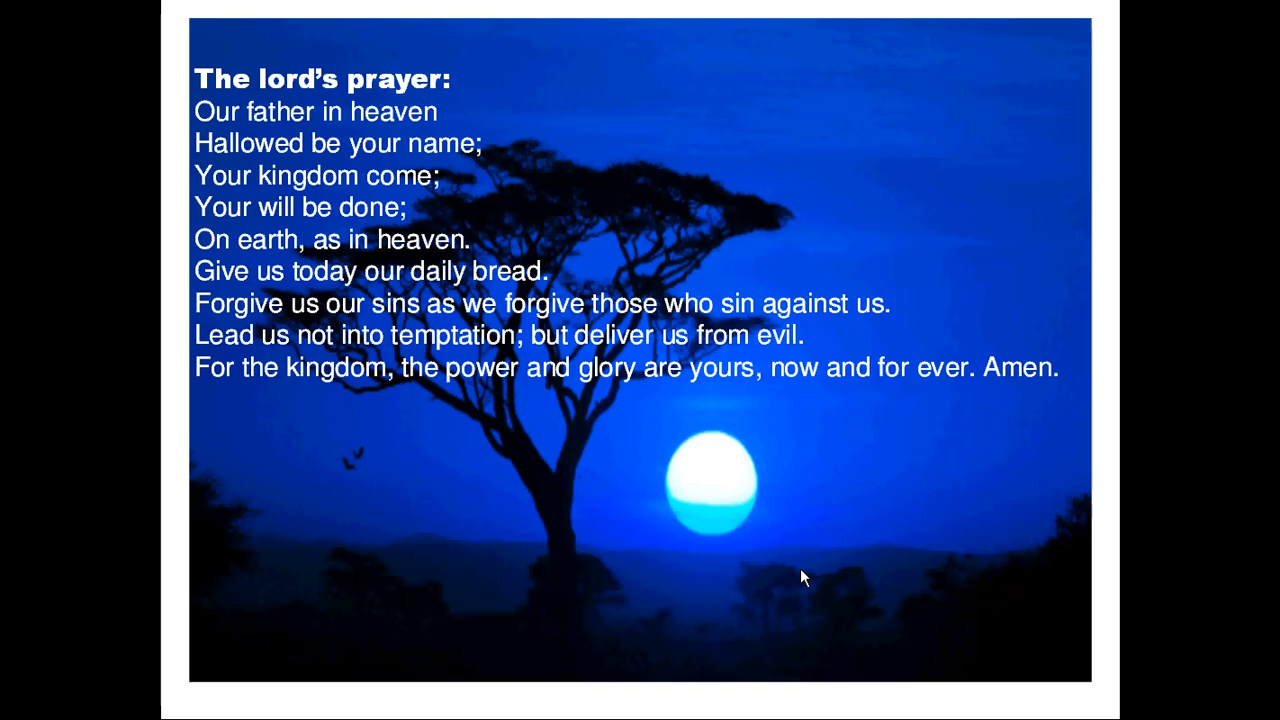 The lord’s prayer:
Our father in heaven
Hallowed be your name;
Your kingdom come;
Your will be done;
On earth, as in heaven.
Give us today our daily bread.
Forgive us our sins as we forgive those who sin against us.
Lead us not into temptation; but deliver us from evil.
For the kingdom, the power and glory are yours, now and for ever. Amen.